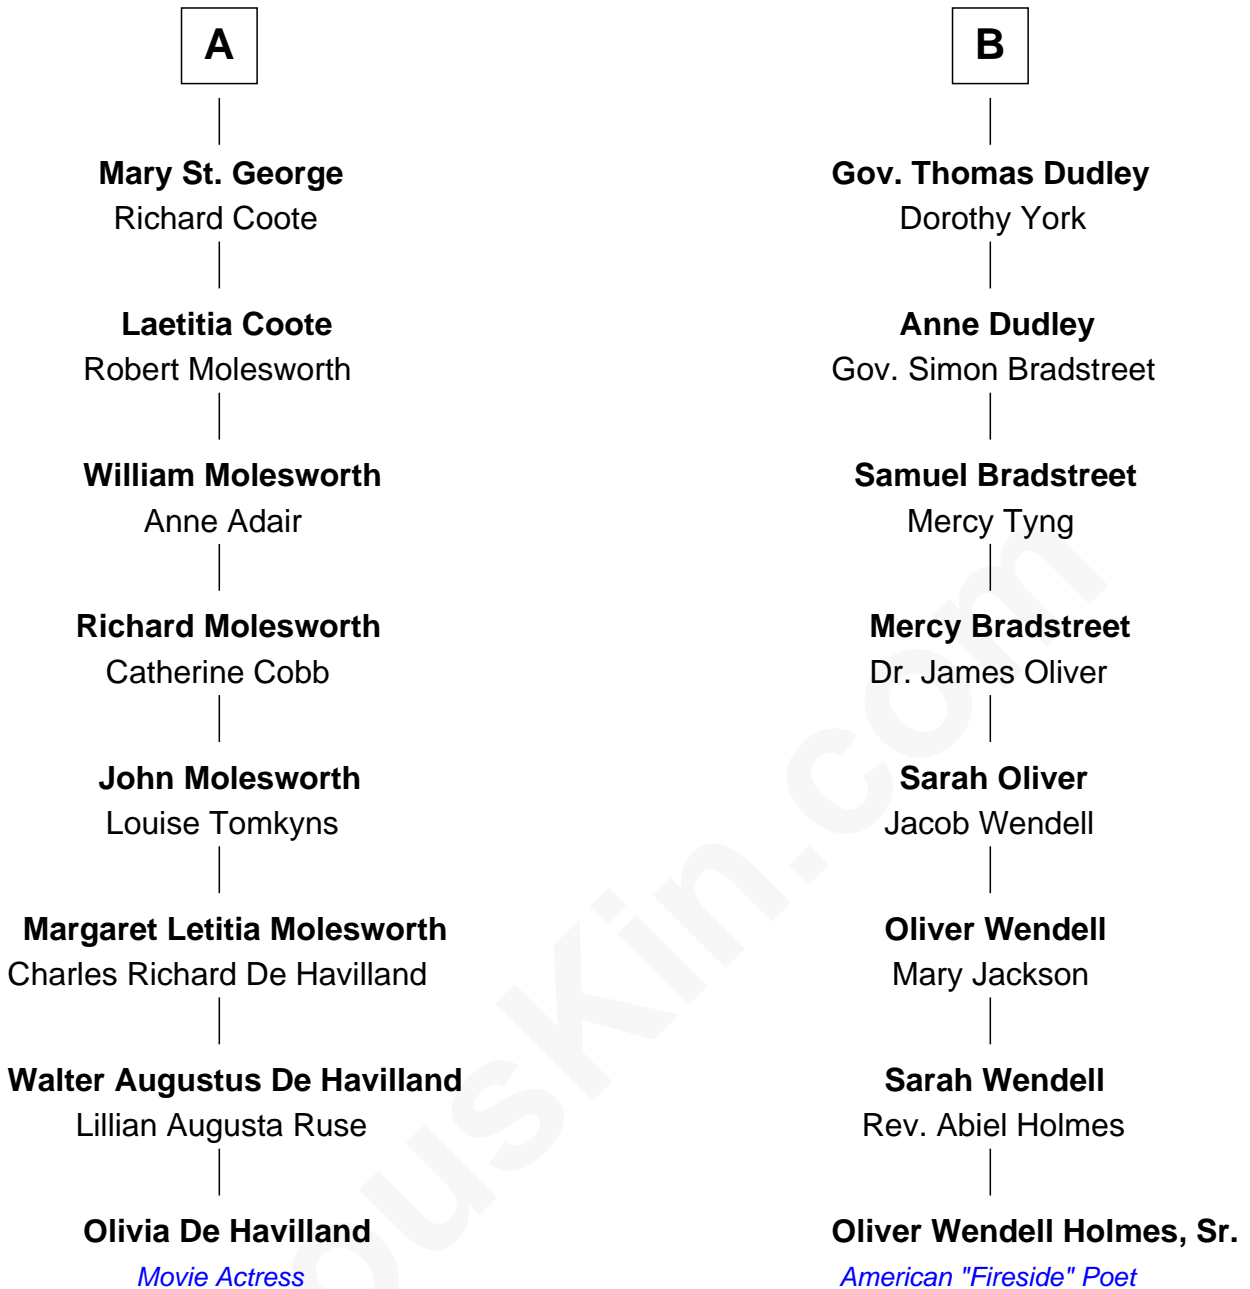 A
Mary St. George
Richard Coote
Laetitia Coote
Robert Molesworth
William Molesworth
Anne Adair
Richard Molesworth
Catherine Cobb
John Molesworth
Louise Tomkyns
Margaret Letitia Molesworth
Charles Richard De Havilland
Walter Augustus De Havilland
Lillian Augusta Ruse
Olivia De Havilland
Movie Actress
B
Gov. Thomas Dudley
Dorothy York
Anne Dudley
Gov. Simon Bradstreet
Samuel Bradstreet
Mercy Tyng
Mercy Bradstreet
Dr. James Oliver
Sarah Oliver
Jacob Wendell
Oliver Wendell
Mary Jackson
Sarah Wendell
Rev. Abiel Holmes
Oliver Wendell Holmes, Sr.
American "Fireside" Poet
ousKin.com